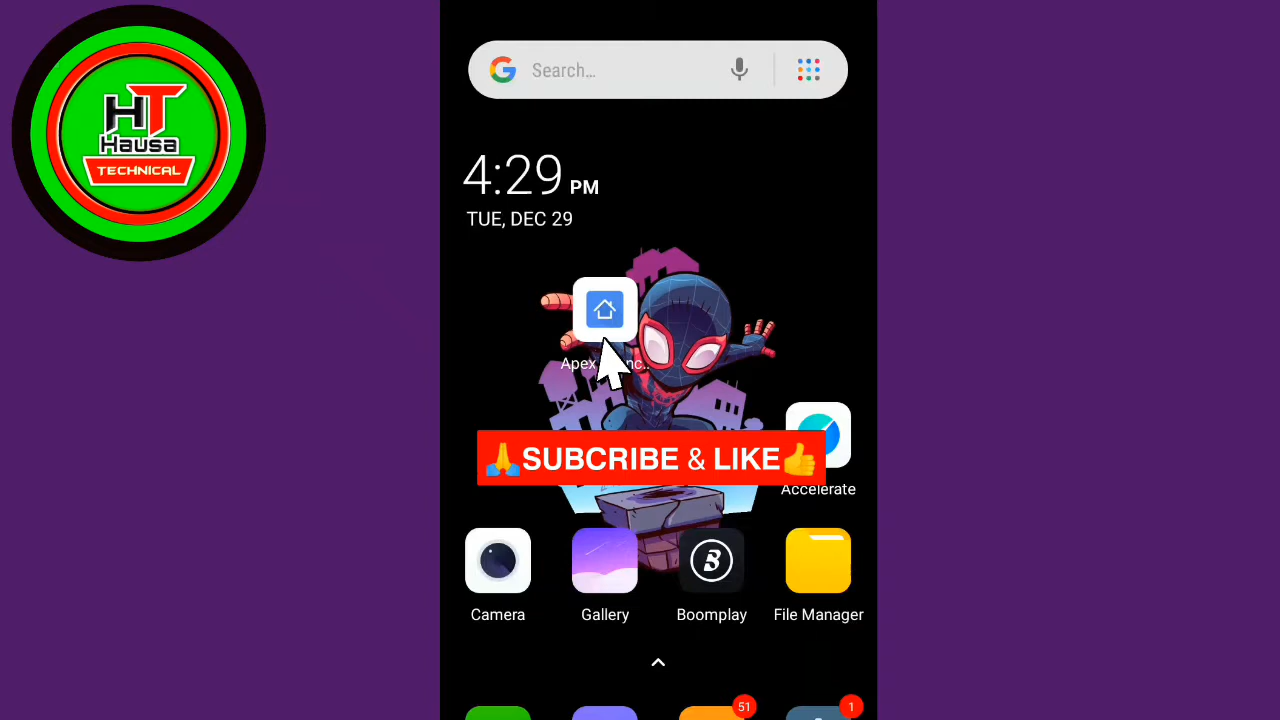 HT
Hausa
TECHNICAL
Search...
4:29 PM
TUE, DEC 29
Apex
SUBCRIBE & LIKE
Accelerate
Camera
Gallery
B
Boomplay
File Manager
51
1